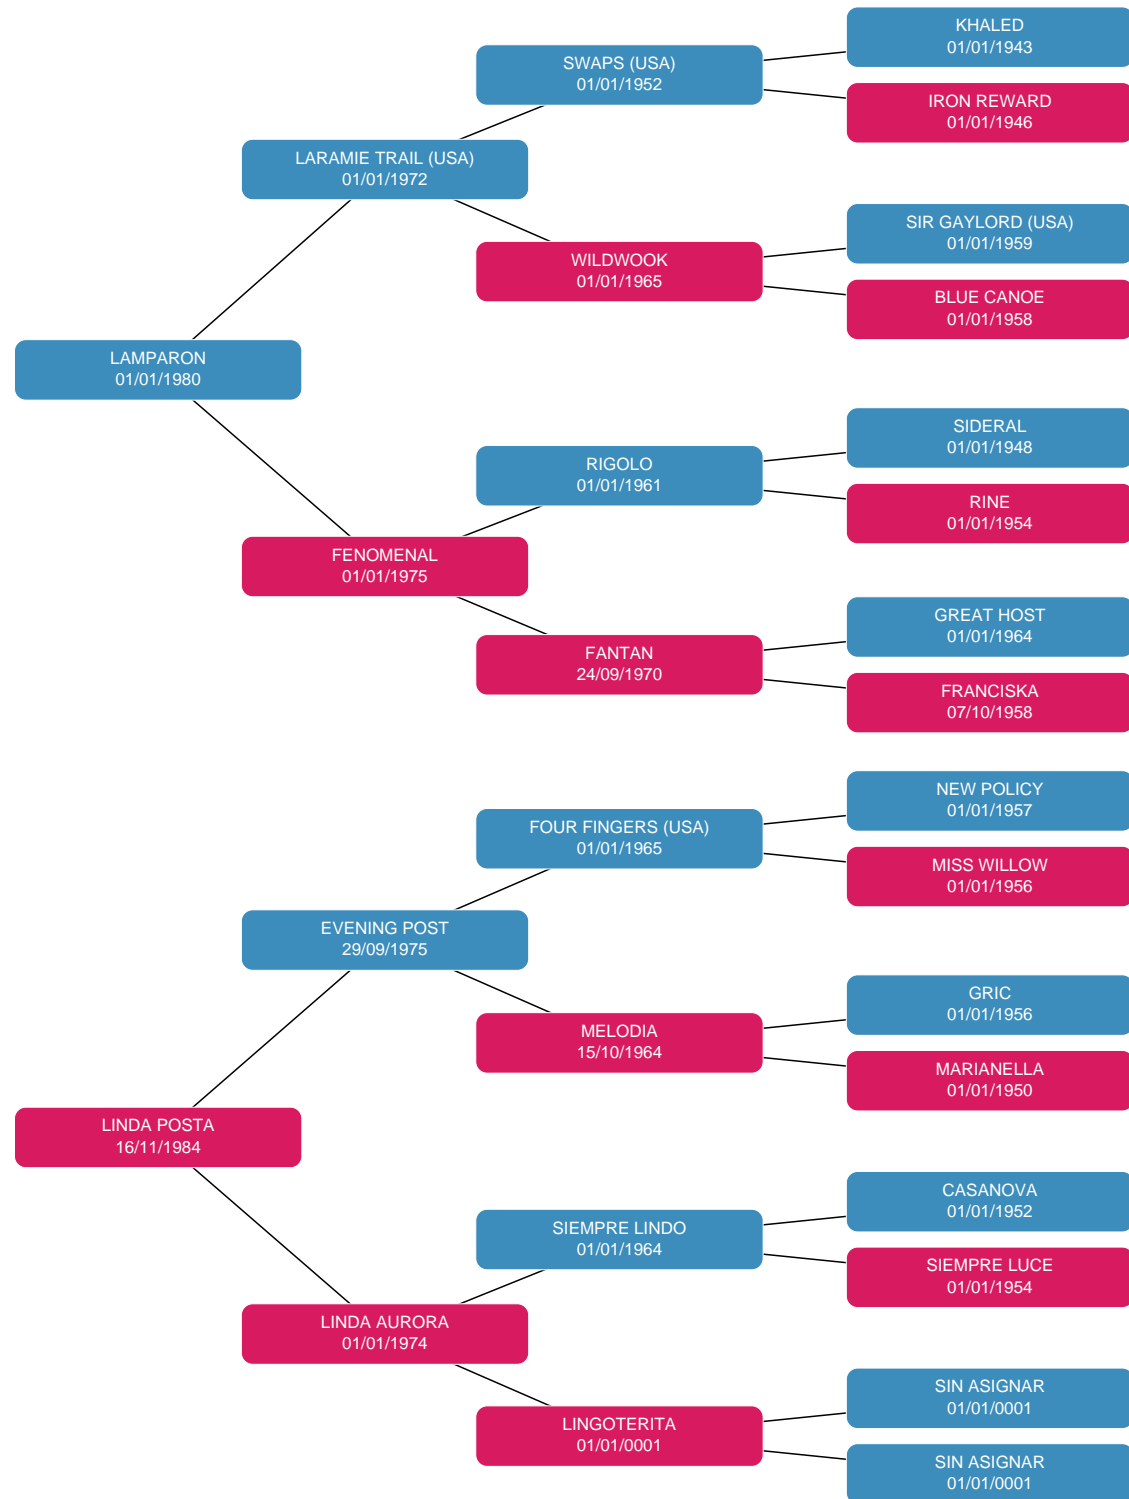 KHALED
01/01/1943
SWAPS (USA)
01/01/1952
IRON REWARD
01/01/1946
LARAMIE TRAIL (USA)
01/01/1972
SIR GAYLORD (USA)
01/01/1959
WILDWOOK
01/01/1965
BLUE CANOE
01/01/1958
LAMPARON
01/01/1980
SIDERAL
01/01/1948
RIGOLO
01/01/1961
RINE
01/01/1954
FENOMENAL
01/01/1975
GREAT HOST
01/01/1964
FANTAN
24/09/1970
FRANCISKA
07/10/1958
NEW POLICY
01/01/1957
FOUR FINGERS (USA)
01/01/1965
MISS WILLOW
01/01/1956
EVENING POST
29/09/1975
GRIC
01/01/1956
MELODIA
15/10/1964
MARIANELLA
01/01/1950
LINDA POSTA
16/11/1984
CASANOVA
01/01/1952
SIEMPRE LINDO
01/01/1964
SIEMPRE LUCE
01/01/1954
LINDA AURORA
01/01/1974
SIN ASIGNAR
01/01/0001
LINGOTERITA
01/01/0001
SIN ASIGNAR
01/01/0001